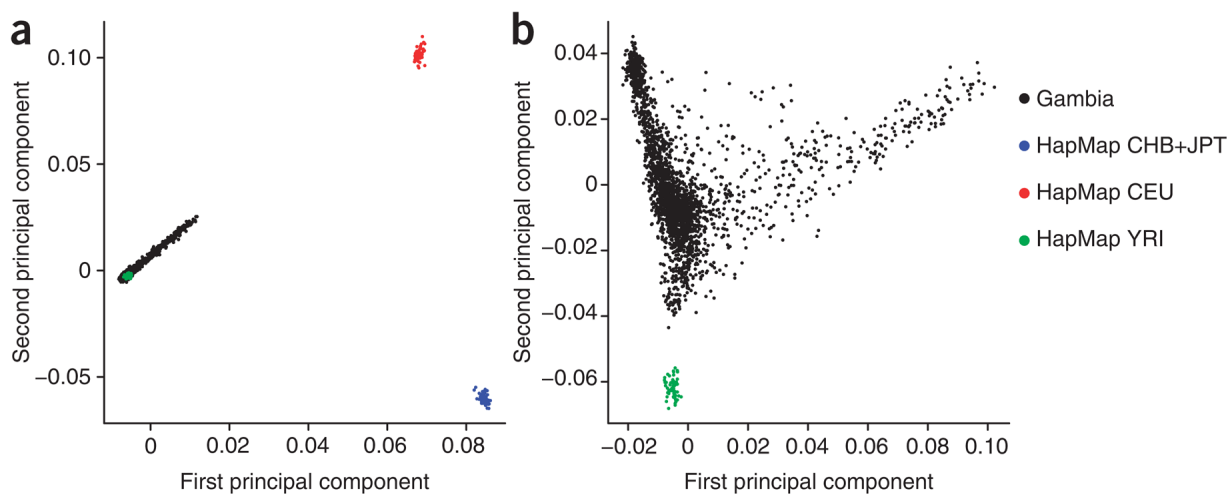 a
0.10
0.05
0
−0.05
Second principal component
0
0.02
0.04
0.06
0.08
First principal component
b
0.04
0.02
0
−0.02
−0.04
−0.06
Second principal component
−0.02
0
0.02
0.04
0.06
0.08
0.10
First principal component
Gambia
HapMap CHB+JPT
HapMap CEU
HapMap YRI